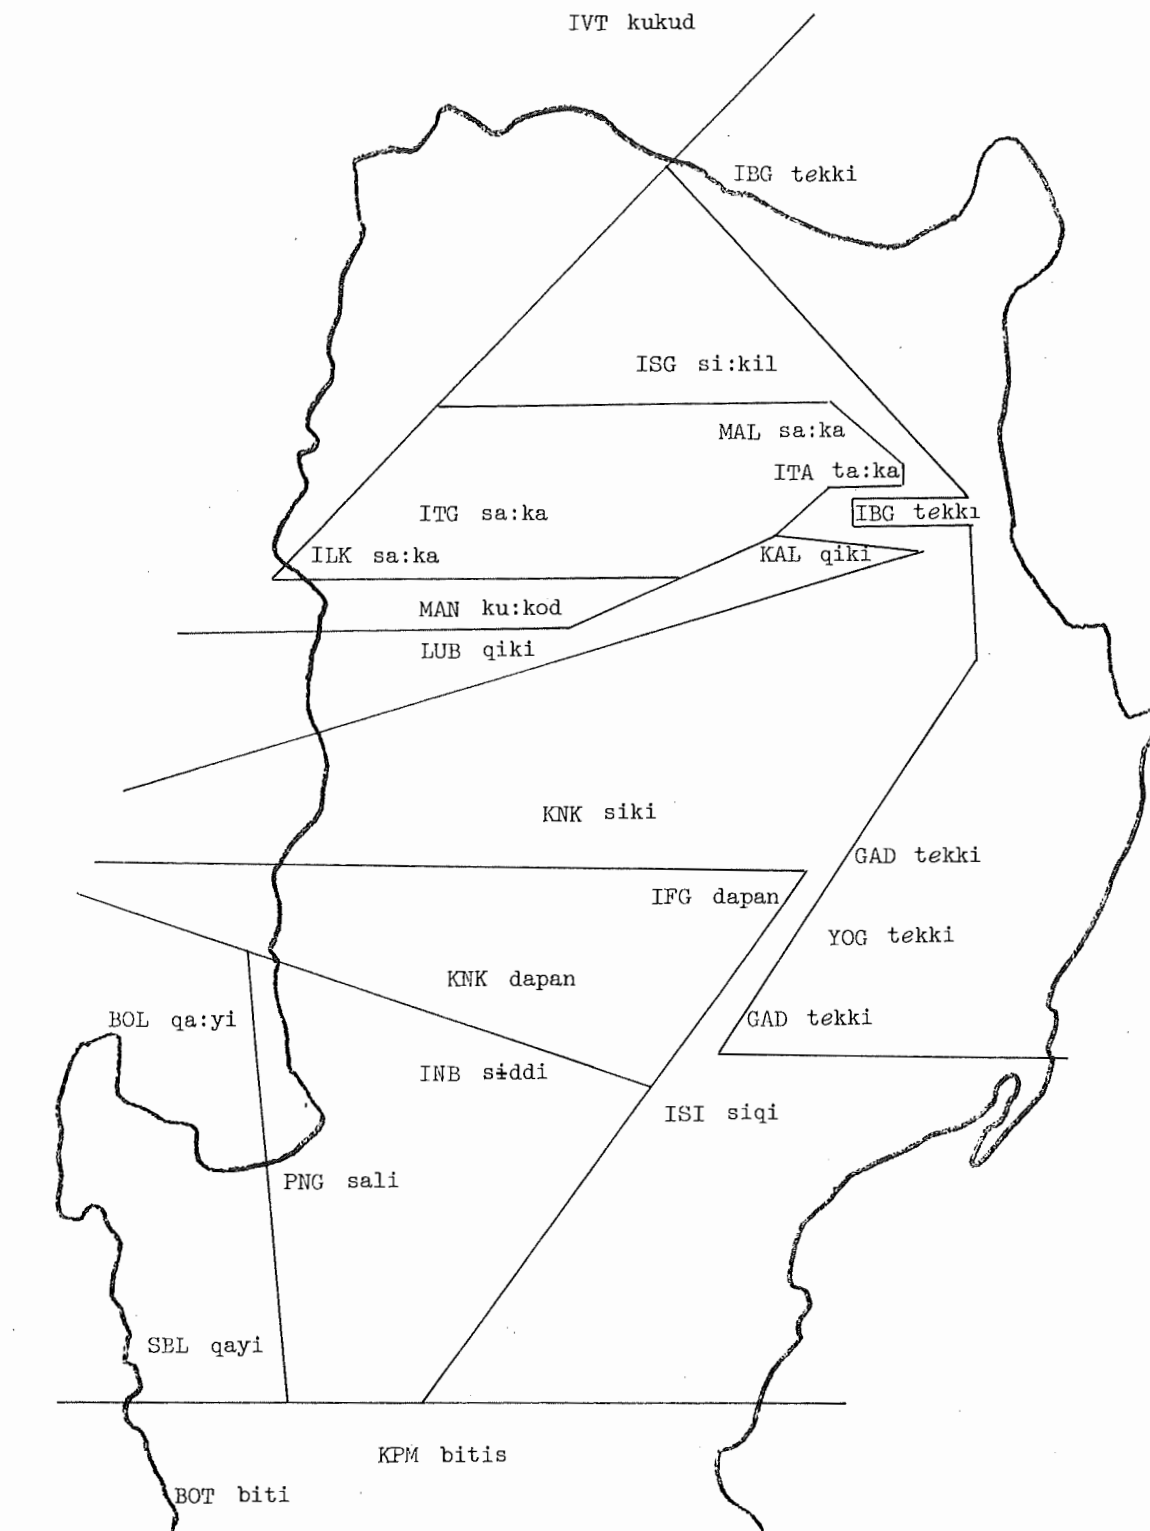 IVT kukud
IBG tekki
ISG si:kil
MAL sa:ka
ITA ta:ka
ITG sa:ka
IBG tekki
ILK sa:ka
KAL qiki
MAN ku:kod
LUB qiki
KNK siki
GAD tekki
IFG dapan
YOG tekki
KNK dapan
BOL qa:yi
GAD tekki
INB sɨddi
ISI siqi
PNG sali
SBL qayi
KPM bitis
BOT biti